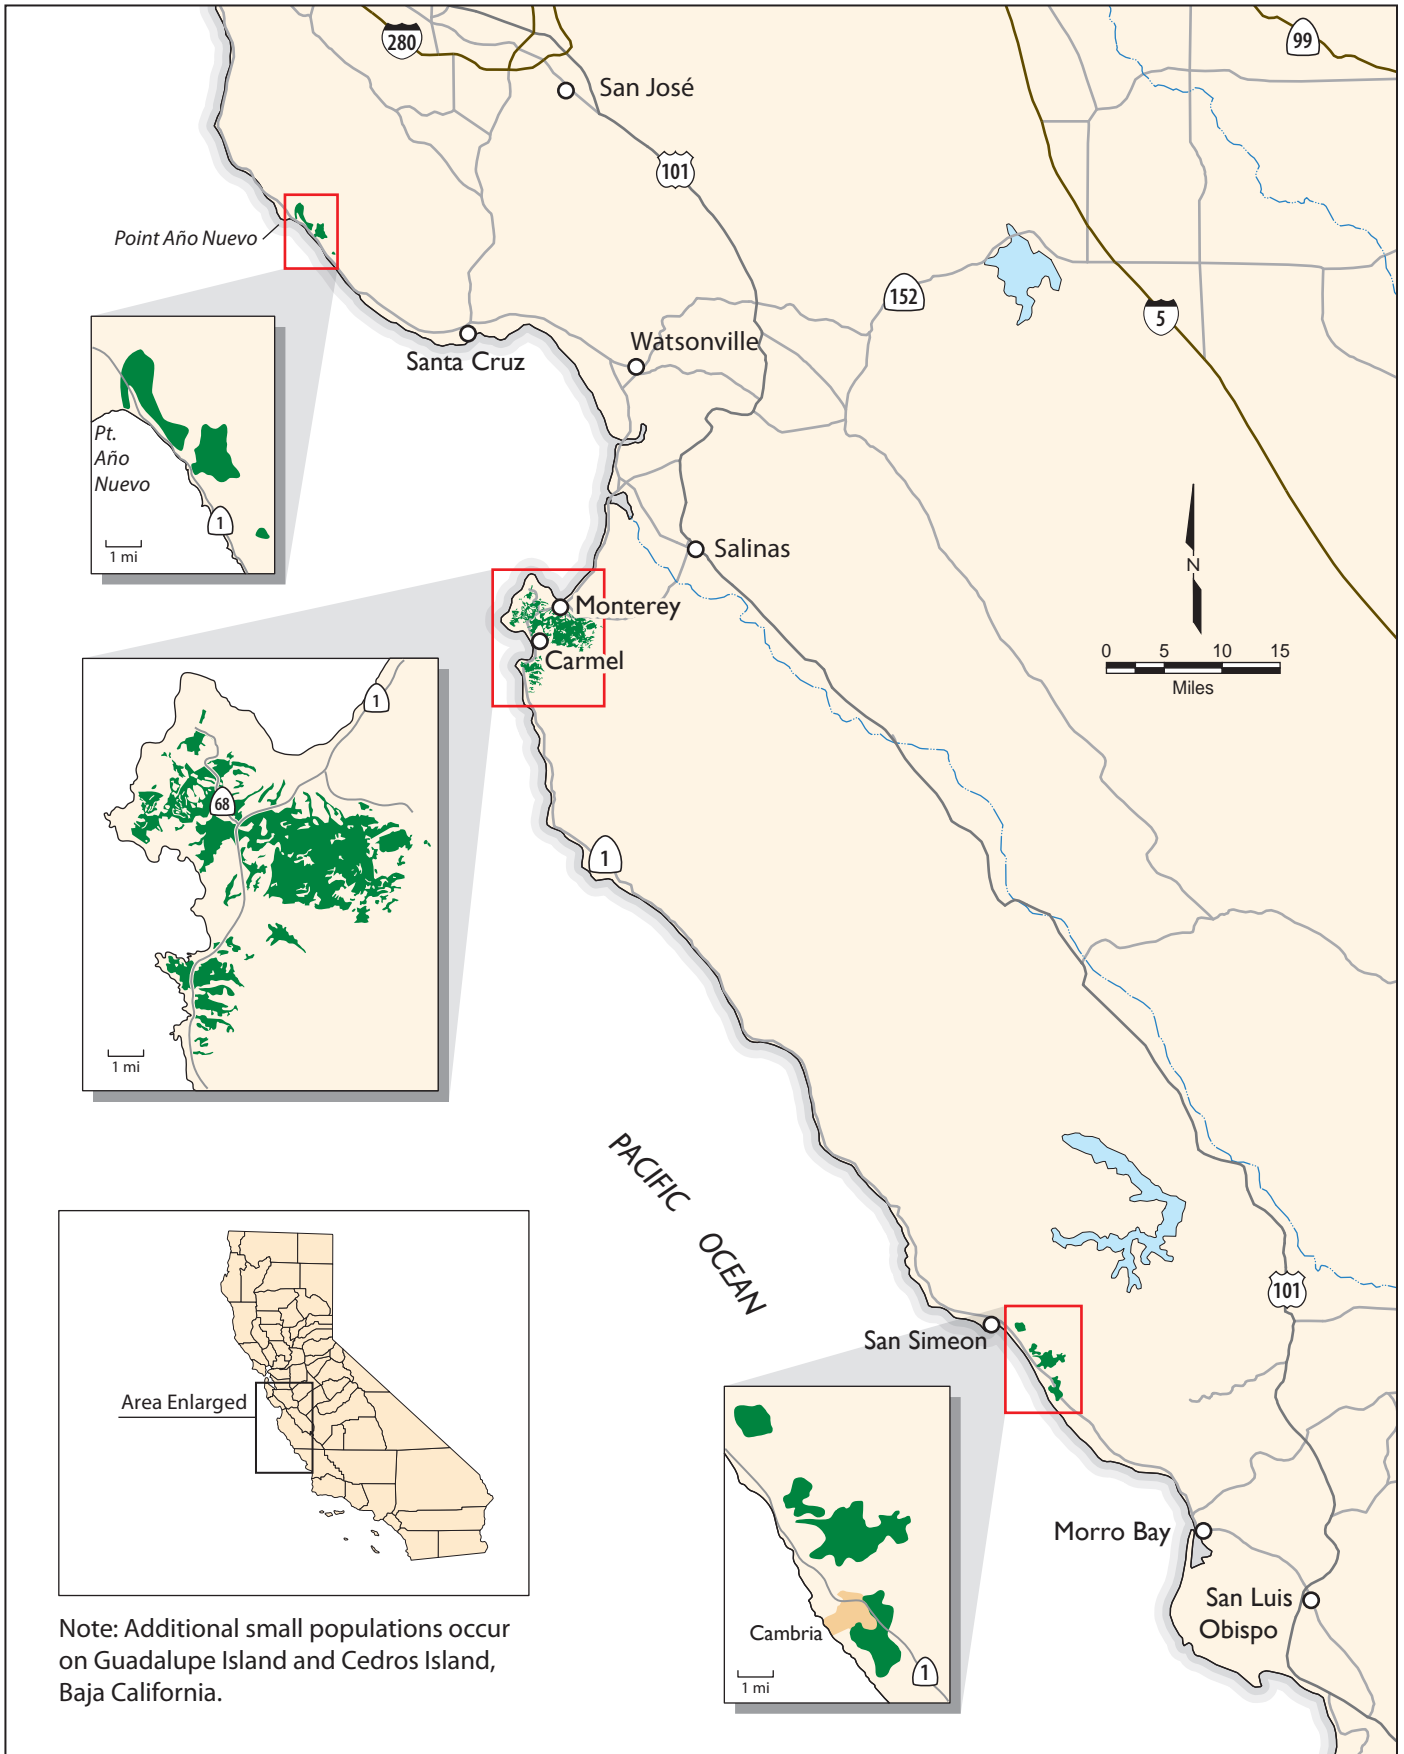 280
99
San José
101
Point Año Nuevo
152
5
Santa Cruz
Watsonville
Pt.
Año
Nuevo
1
1 mi
Salinas
N
Monterey
Carmel
0 5 10 15
Miles
1
68
1 mi
1
PACIFIC OCEAN
101
San Simeon
Area Enlarged
Morro Bay
San Luis
Obispo
Cambria
1
1 mi
Note: Additional small populations occur
on Guadalupe Island and Cedros Island,
Baja California.